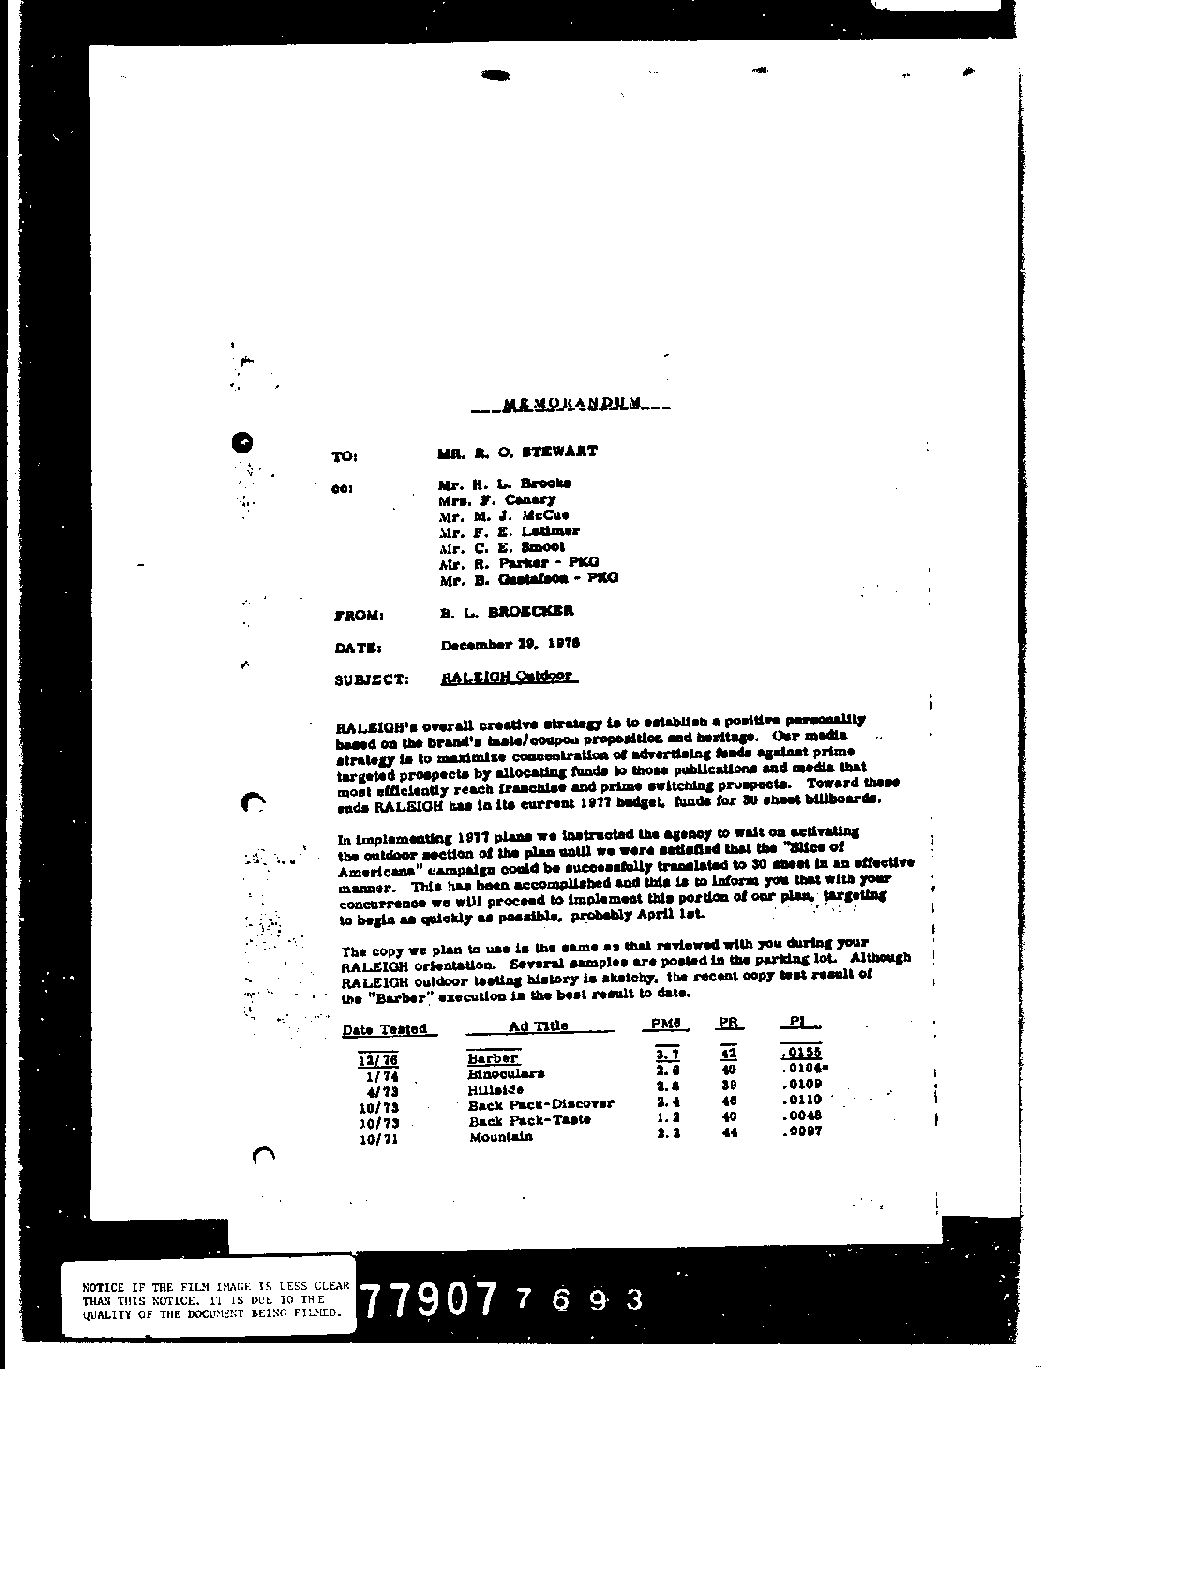 MEMORANDUM
TO: MR. R. O. STEWART
cc: Mr. H. L. Brooks
Mrs. F. Canary
Mr. M. J. McCue
Mr. F. E. Latimer
Mr. C. E. Smoot
Mr. R. Parker - PKG
Mr. B. Gustafson - PKG
FROM: B. L. BROECKER
DATE: December 29, 1976
SUBJECT: RALEIGH Outdoor
RALEIGH's overall creative strategy is to establish a positive personality
based on the brand's taste/coupon proposition and heritage. Our media
strategy is to maximize concentration of advertising funds against prime
targeted prospects by allocating funds to those publications and media that
most efficiently reach franchise and prime switching prospects. Toward these
ends RALEIGH has in its current 1977 budget, funds for 30 sheet billboards.
In implementing 1977 plans we instructed the agency to wait on activating
the outdoor section of the plan until we were satisfied that the "Slice of
Americana" campaign could be successfully translated to 30 sheet in an effective
manner. This has been accomplished and this is to inform you that with your
concurrence we will proceed to implement this portion of our plan, targeting
to begin as quickly as possible, probably April 1st.
The copy we plan to use is the same as that reviewed with you during your
RALEIGH orientation. Several samples are posted in the parking lot. Although
RALEIGH outdoor testing history is sketchy, the recent copy test result of
the "Barber" execution is the best result to date.
Date Tested Ad Title PMS PR PI
12/76 Barber 3.7 42 .0155
1/74 Binoculars 2.6 40 .0104
4/73 Hillside 2.8 39 .0109
10/73 Back Pack-Discover 2.4 46 .0110
10/73 Back Pack-Taste 1.2 40 .0048
10/71 Mountain 2.2 44 .0097
NOTICE IF THE FILM IMAGE IS LESS CLEAR
THAN THIS NOTICE, IT IS DUE TO THE
QUALITY OF THE DOCUMENT BEING FILMED.
77907 7693